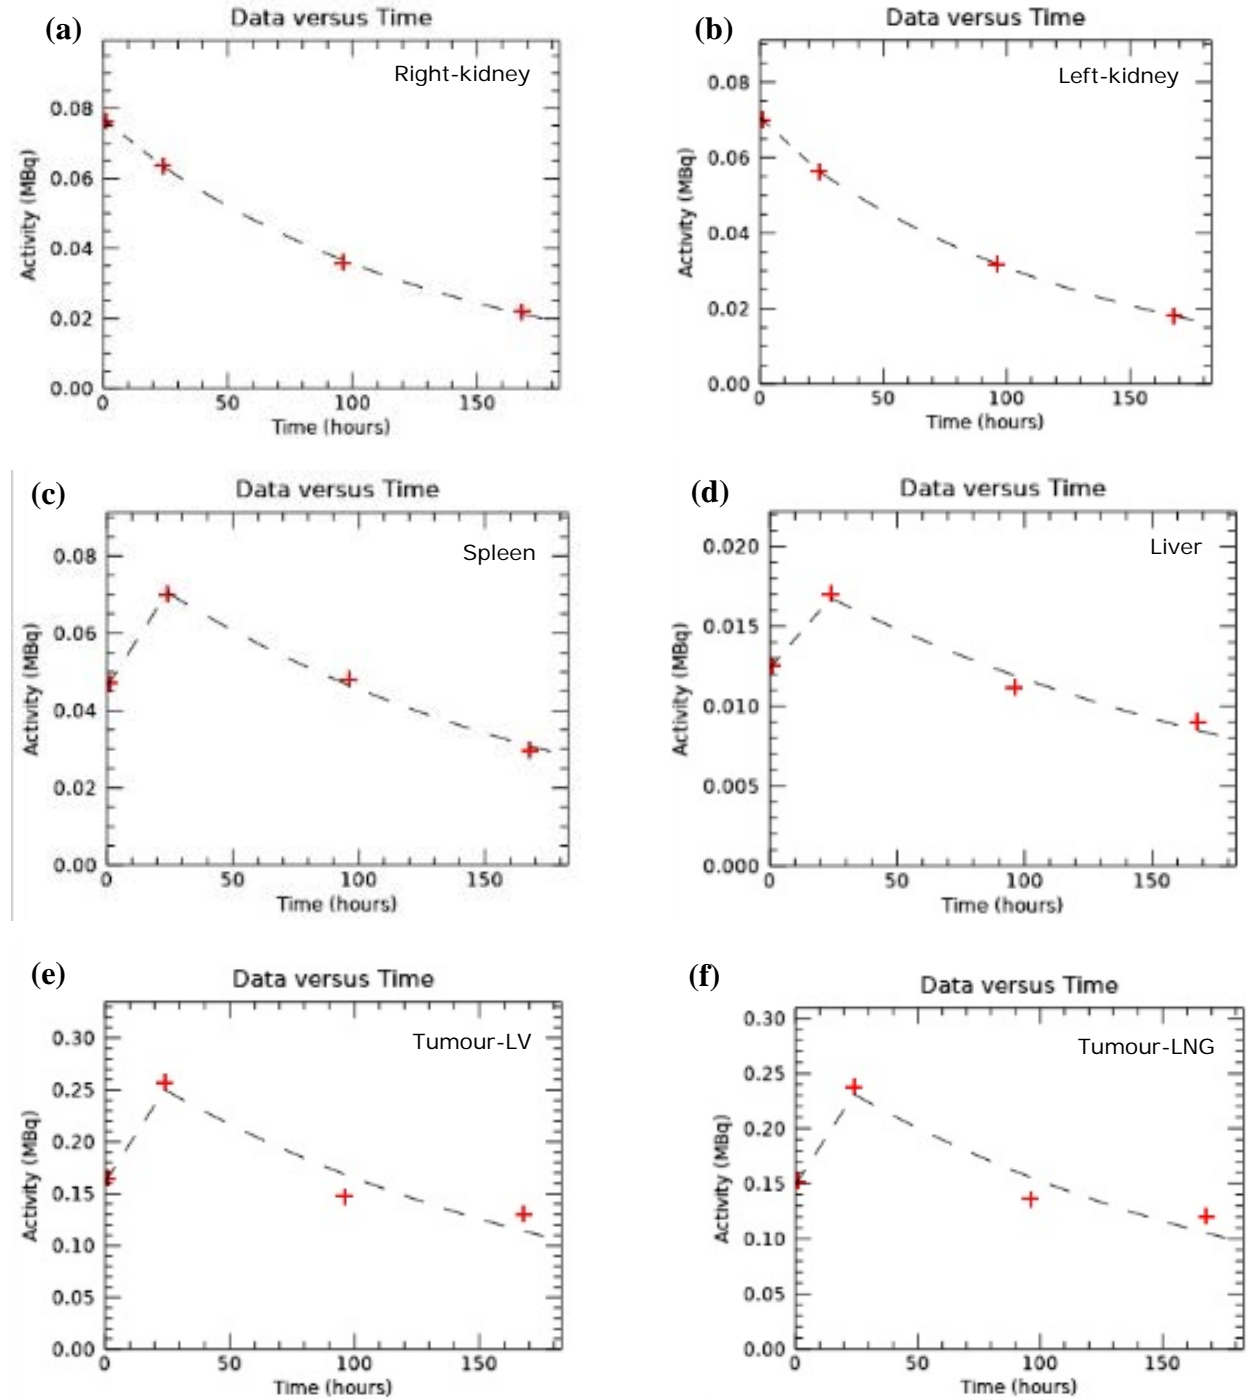 (a)
Data versus Time
Right-kidney
0.08
0.06
0.04
0.02
0.00
Activity (MBq)
0 50 100 150
Time (hours)
(b)
Data versus Time
Left-kidney
0.08
0.06
0.04
0.02
0.00
Activity (MBq)
0 50 100 150
Time (hours)
(c)
Data versus Time
Spleen
0.08
0.06
0.04
0.02
0.00
Activity (MBq)
0 50 100 150
Time (hours)
(d)
Data versus Time
Liver
0.020
0.015
0.010
0.005
0.000
Activity (MBq)
0 50 100 150
Time (hours)
(e)
Data versus Time
Tumour-LV
0.30
0.25
0.20
0.15
0.10
0.05
0.00
Activity (MBq)
0 50 100 150
Time (hours)
(f)
Data versus Time
Tumour-LNG
0.30
0.25
0.20
0.15
0.10
0.05
0.00
Activity (MBq)
0 50 100 150
Time (hours)